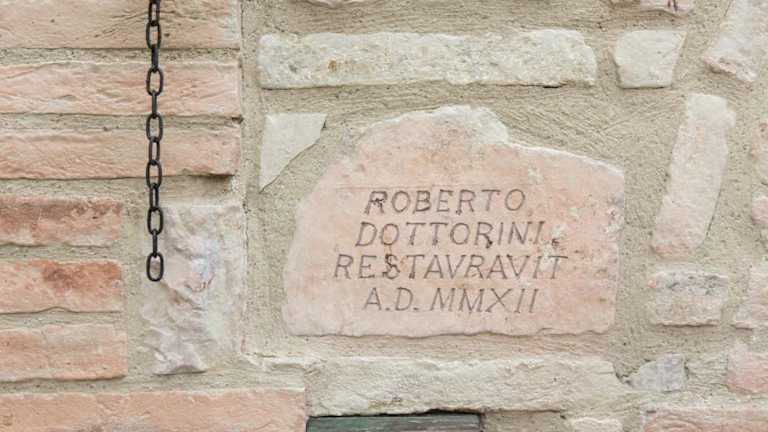 ROBERTO
DOTTORINI
RESTAVRAVIT
A.D. MMXII